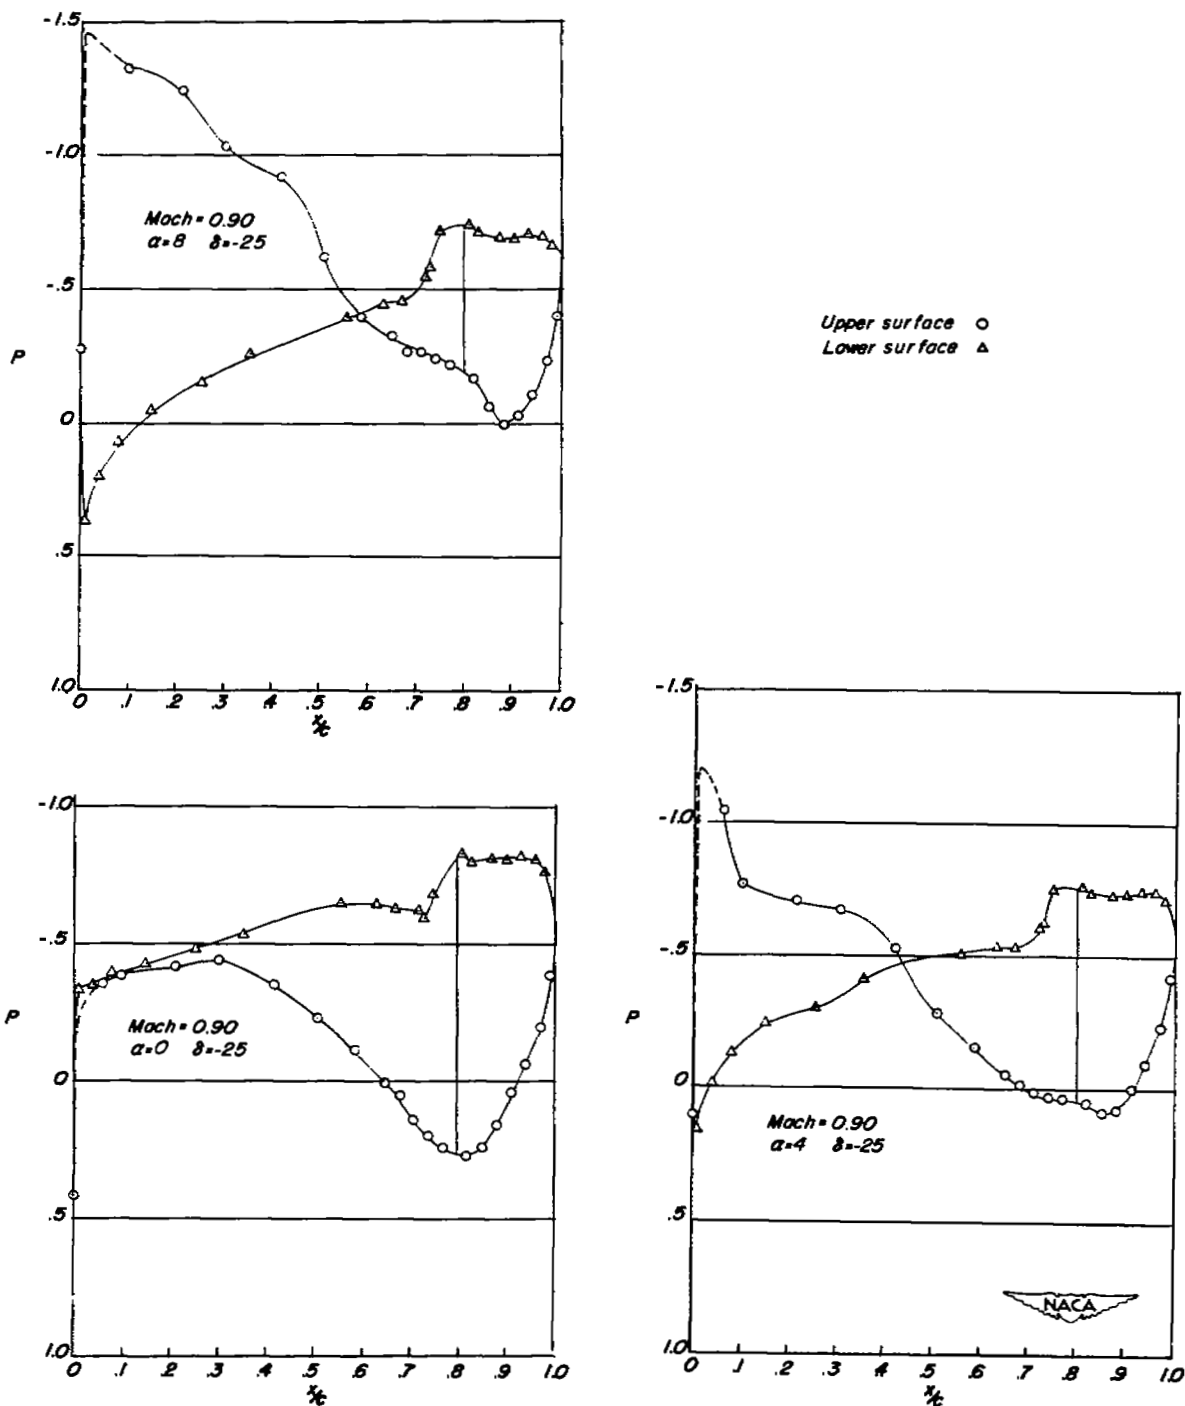 -1.5
-1.0
Mach = 0.90
α=8 δ=-25
-.5
P
0
.5
1.0
0 .1 .2 .3 .4 .5 .6 .7 .8 .9 1.0
x/c
Upper surface ○
Lower surface △
-1.0
-.5
P
Mach = 0.90
α=0 δ=-25
0
.5
1.0
0 .1 .2 .3 .4 .5 .6 .7 .8 .9 1.0
x/c
-1.5
-1.0
-.5
P
0
Mach = 0.90
α=4 δ=-25
.5
NACA
1.0
0 .1 .2 .3 .4 .5 .6 .7 .8 .9 1.0
x/c